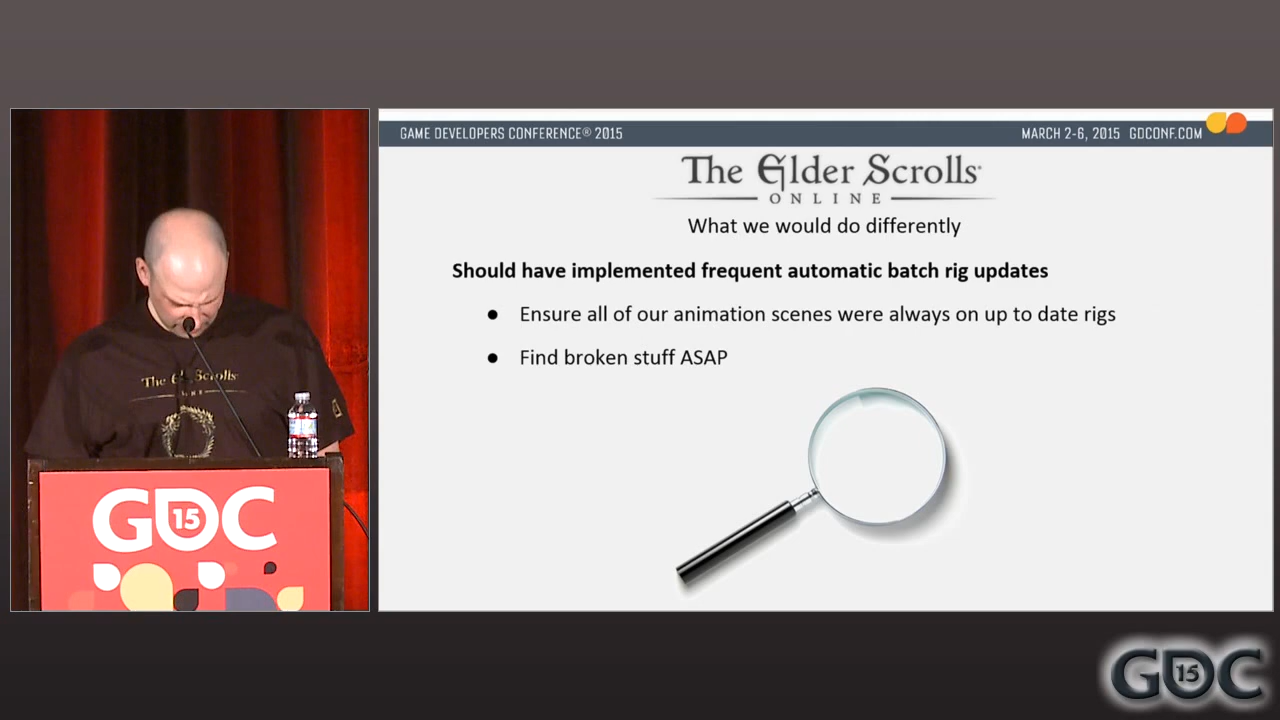 GAME DEVELOPERS CONFERENCE® 2015
MARCH 2-6, 2015 GDCONF.COM
The Elder Scrolls
ONLINE
What we would do differently
Should have implemented frequent automatic batch rig updates
● Ensure all of our animation scenes were always on up to date rigs
● Find broken stuff ASAP
The Elder Scrolls
GDC
15
GDC
15